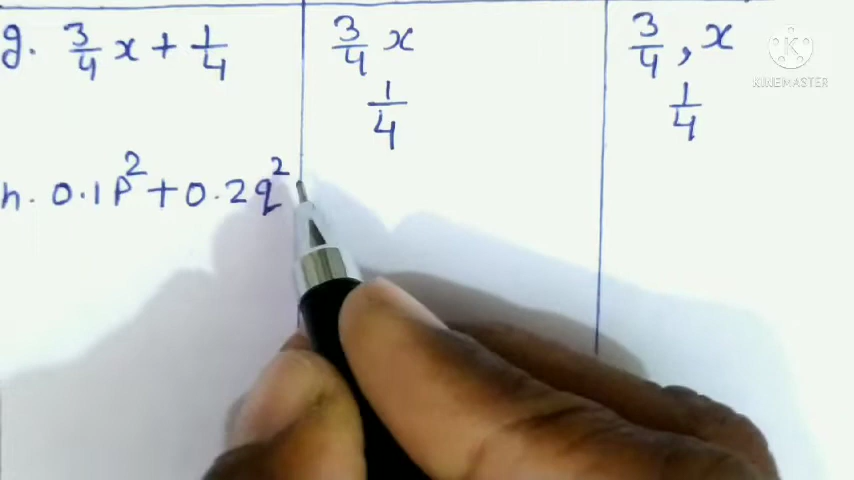 g. 3/4 x + 1/4
3/4 x
1/4
3/4 , x
1/4
h. 0.1p² + 0.2q²
KINEMASTER